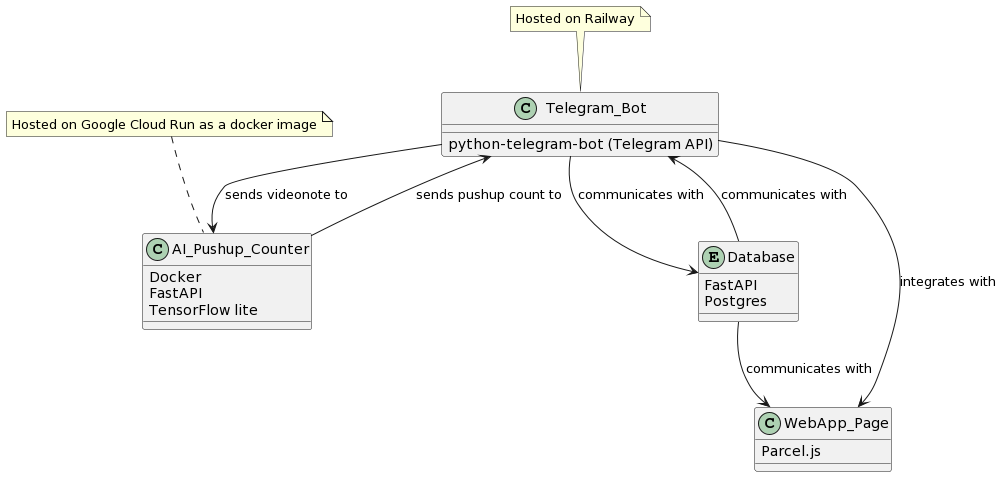 Hosted on Railway
C Telegram_Bot
python-telegram-bot (Telegram API)
Hosted on Google Cloud Run as a docker image
sends videonote to
sends pushup count to
communicates with
communicates with
C AI_Pushup_Counter
Docker
FastAPI
TensorFlow lite
E Database
FastAPI
Postgres
integrates with
communicates with
C WebApp_Page
Parcel.js